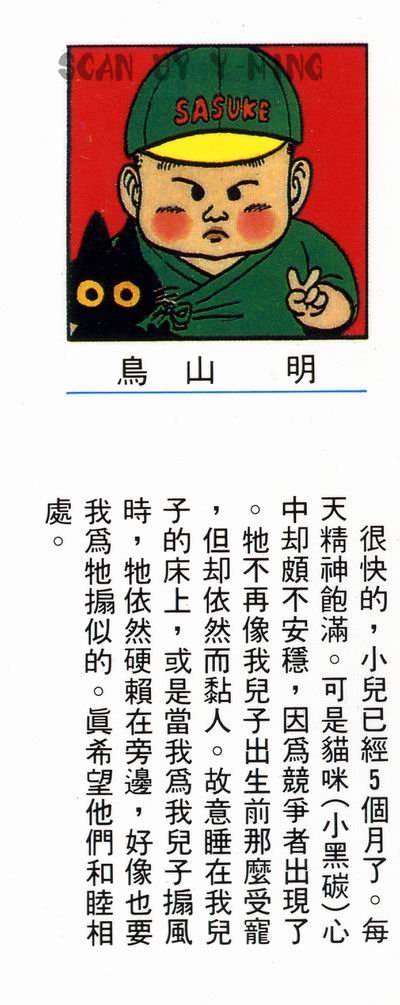 SCAN BY Y-MING
SASUKE
鳥山 明
很快的，小兒已經5個月了。每
天精神飽滿。可是貓咪(小黑碳)心
中却頗不安穩，因爲競爭者出現了
。牠不再像我兒子出生前那麼受寵
，但却依然而黏人。故意睡在我兒
子的床上，或是當我爲我兒子搧風
時，牠依然硬賴在旁邊，好像也要
我爲牠搧似的。眞希望他們和睦相
處。